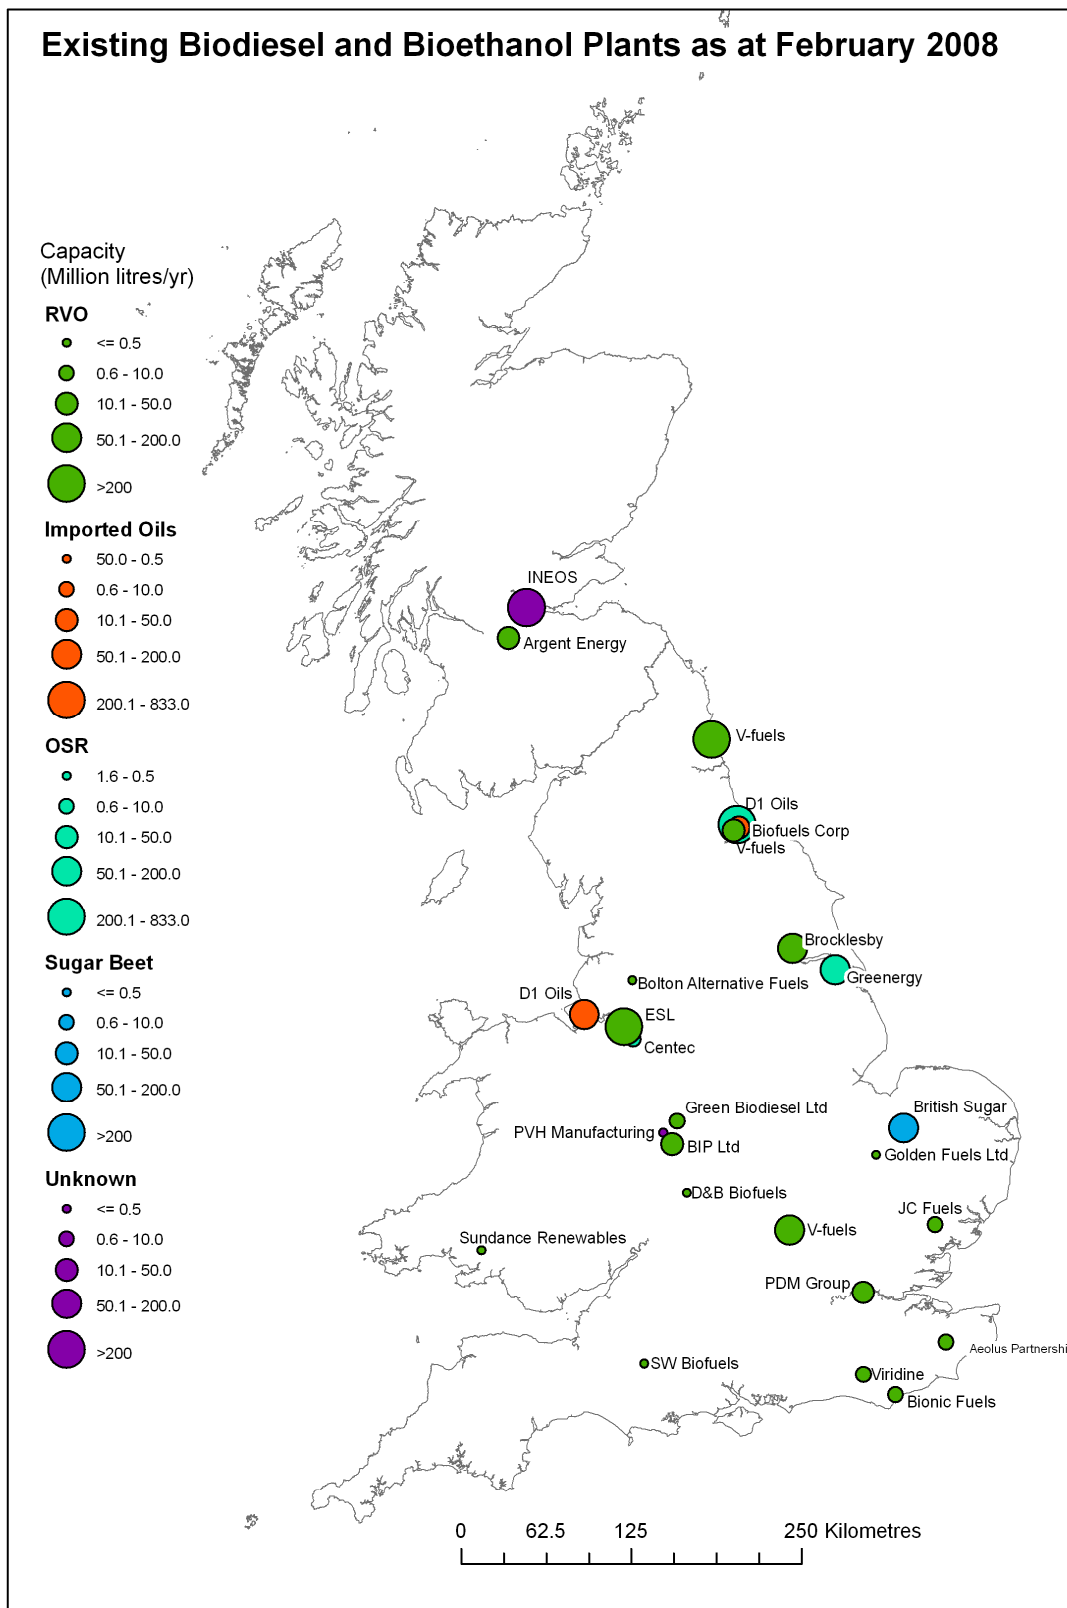 Existing Biodiesel and Bioethanol Plants as at February 2008
Capacity
(Million litres/yr)
RVO
<= 0.5
0.6 - 10.0
10.1 - 50.0
50.1 - 200.0
>200
Imported Oils
50.0 - 0.5
0.6 - 10.0
10.1 - 50.0
50.1 - 200.0
200.1 - 833.0
OSR
1.6 - 0.5
0.6 - 10.0
10.1 - 50.0
50.1 - 200.0
200.1 - 833.0
Sugar Beet
<= 0.5
0.6 - 10.0
10.1 - 50.0
50.1 - 200.0
>200
Unknown
<= 0.5
0.6 - 10.0
10.1 - 50.0
50.1 - 200.0
>200
INEOS
Argent Energy
V-fuels
D1 Oils
Biofuels Corp
V-fuels
Brocklesby
Greenergy
Bolton Alternative Fuels
D1 Oils
ESL
Centec
Green Biodiesel Ltd
British Sugar
PVH Manufacturing
BIP Ltd
Golden Fuels Ltd
D&B Biofuels
JC Fuels
V-fuels
Sundance Renewables
PDM Group
Aeolus Partnershi
SW Biofuels
Viridine
Bionic Fuels
0 62.5 125 250 Kilometres